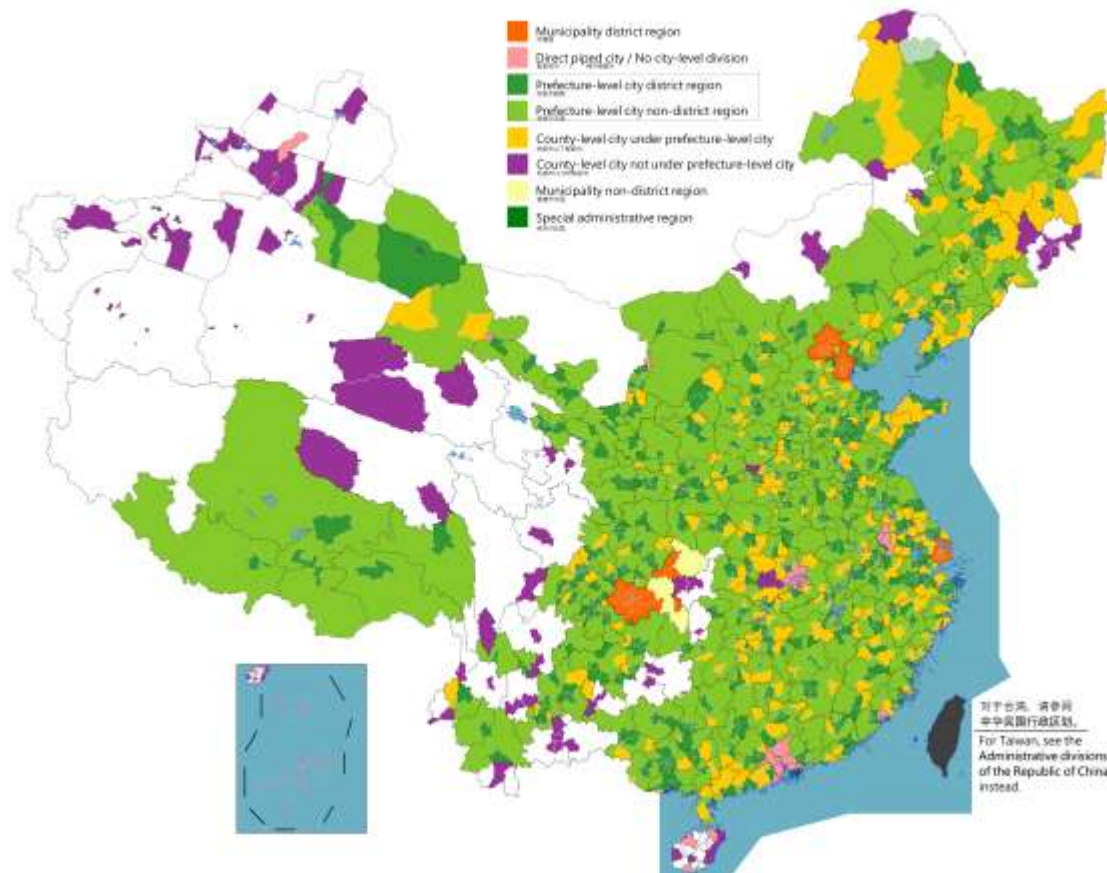 Municipality district region
Direct piped city / No city-level division
Prefecture-level city district region
Prefecture-level city non-district region
County-level-city under prefecture-level city
County-level city not under prefecture-level city
Municipality non-district region
Special administrative region
对于台湾，请参阅
中华民国行政区划。
For Taiwan, see the
Administrative divisions
of the Republic of China
instead.